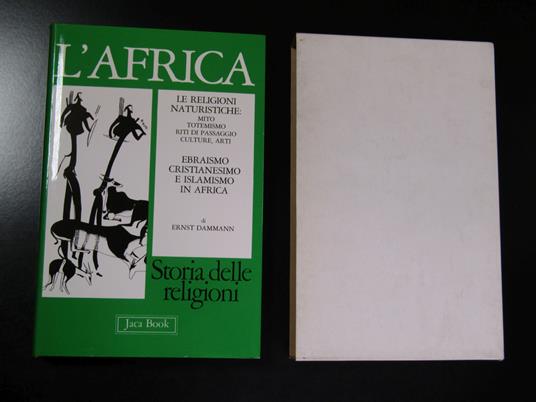 L'AFRICA
LE RELIGIONI
NATURISTICHE:
MITO
TOTEMISMO
RITI DI PASSAGGIO
CULTURE, ARTI
EBRAISMO
CRISTIANESIMO
E ISLAMISMO
IN AFRICA
di
ERNST DAMMANN
Storia delle
religioni
Jaca Book